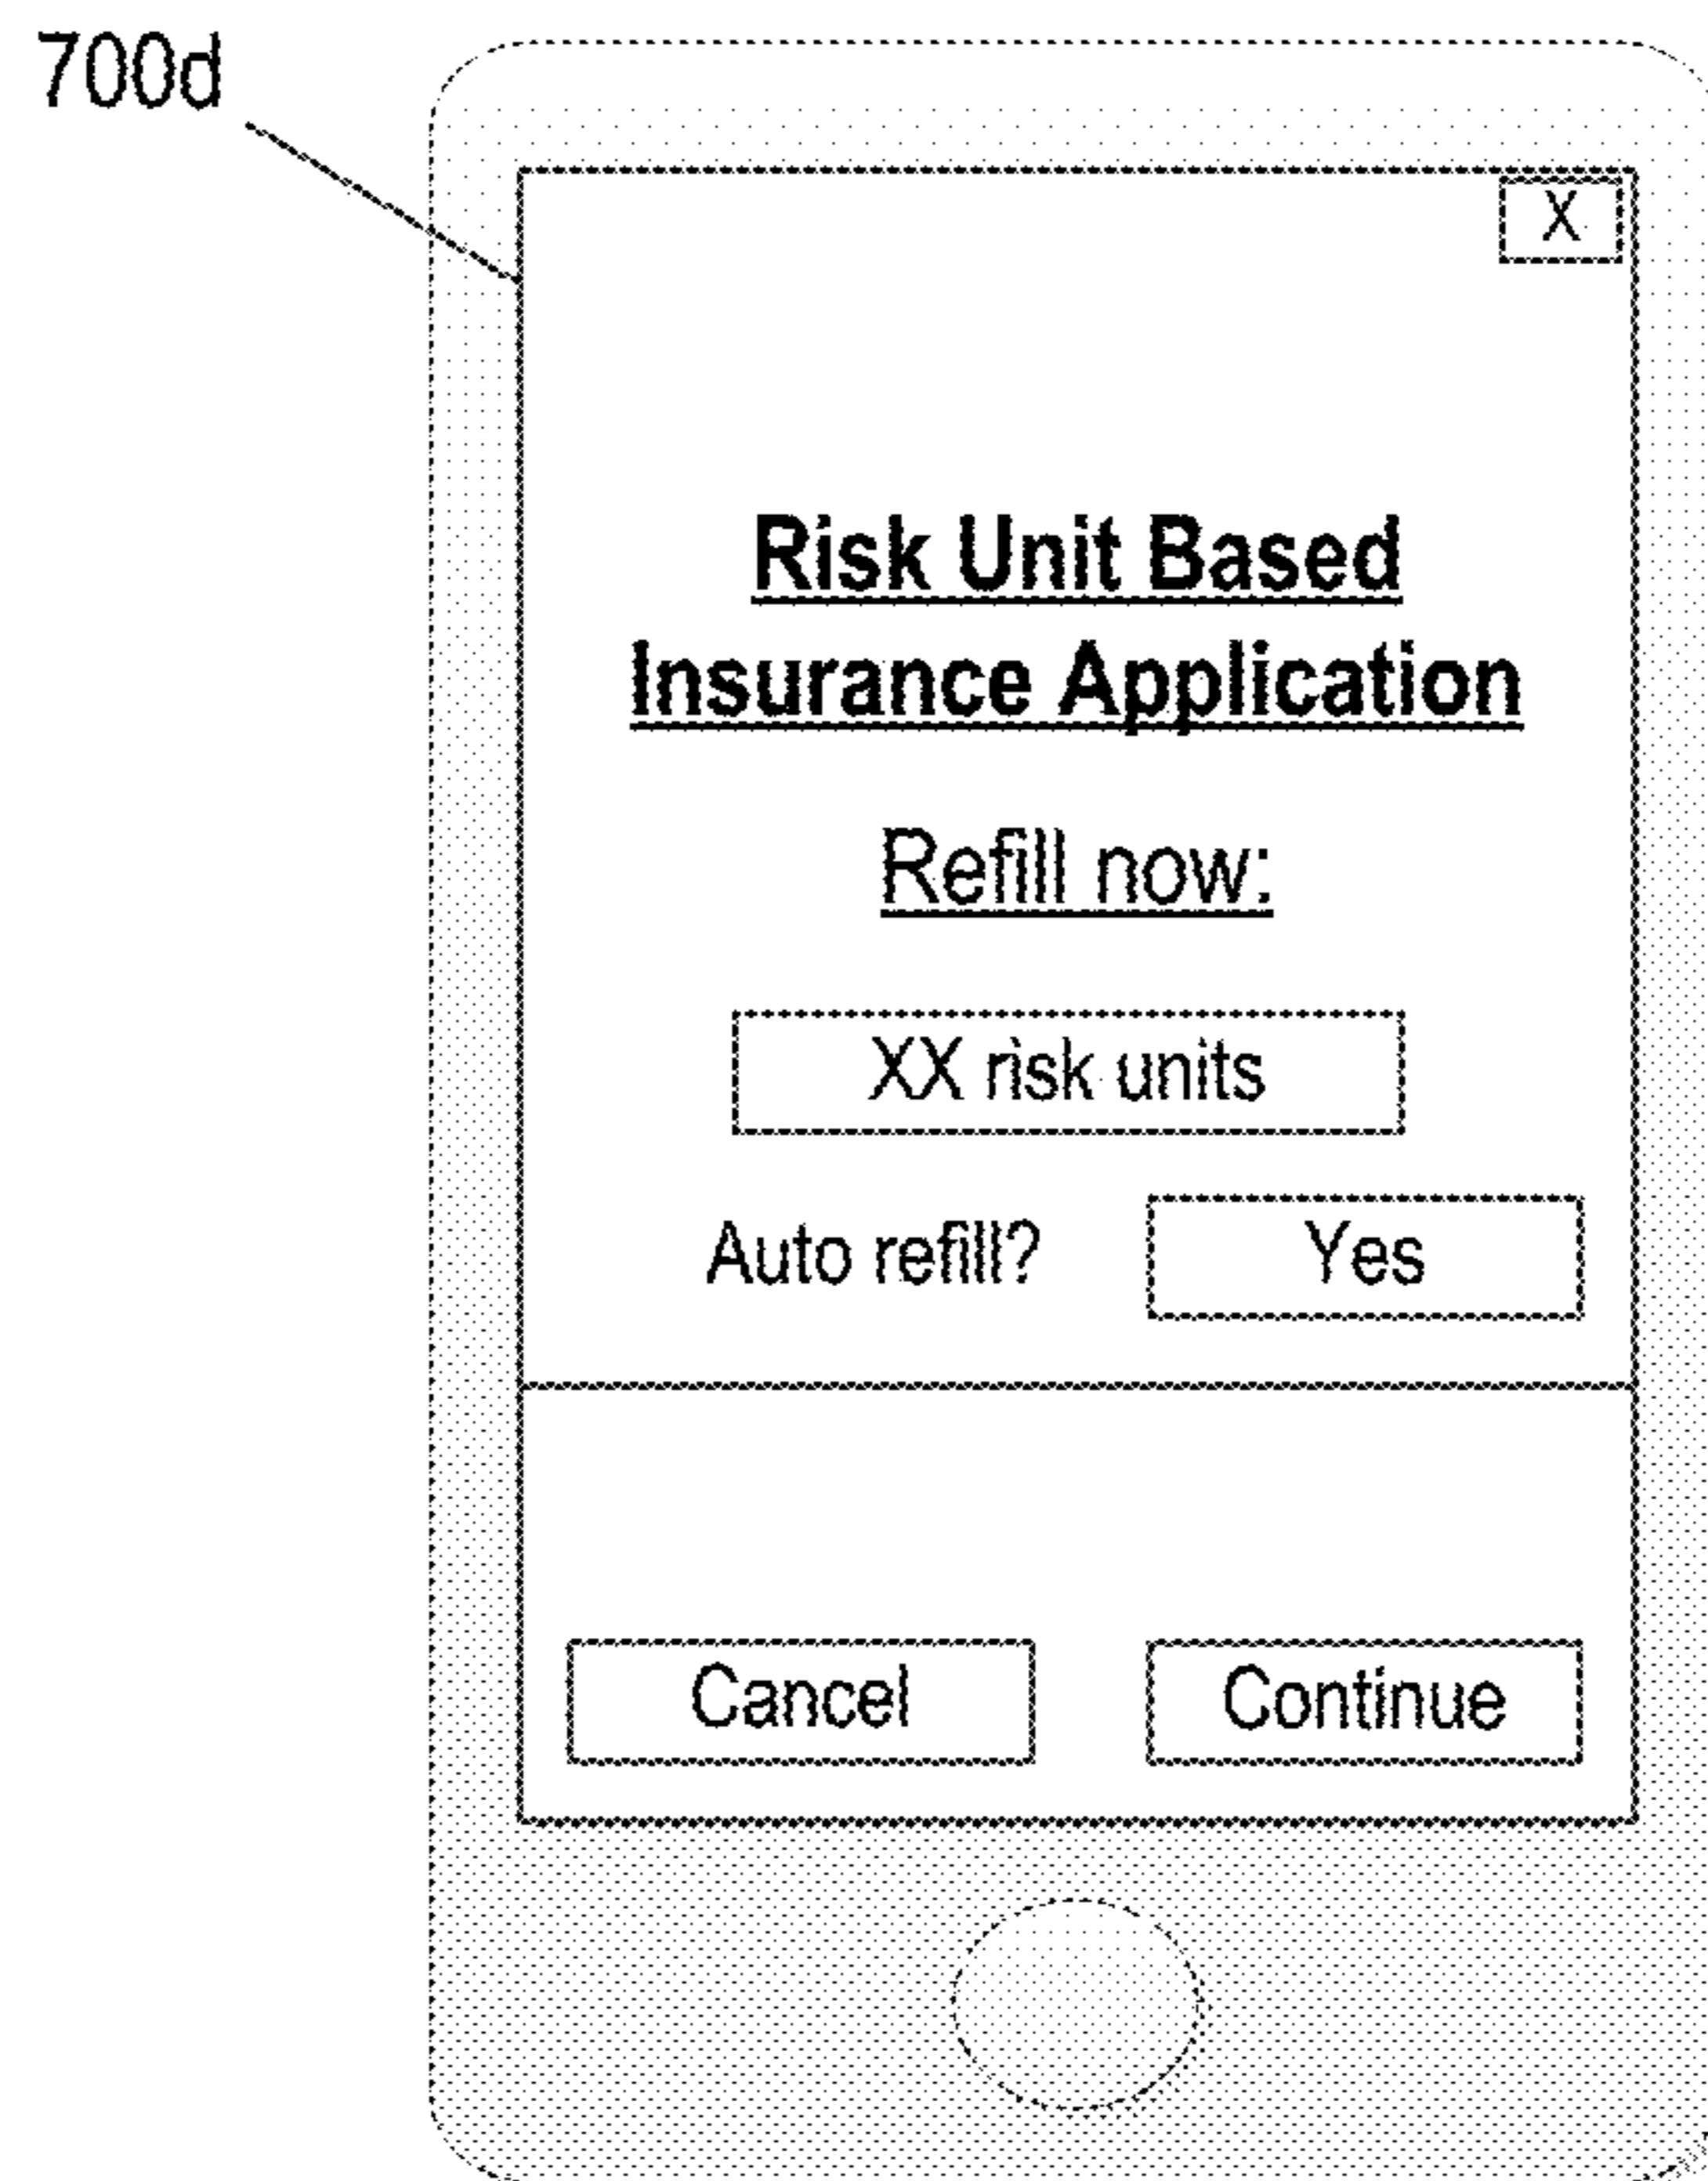 700d
X
Risk Unit Based
Insurance Application
Refill now:
XX risk units
Auto refill? Yes
Cancel Continue